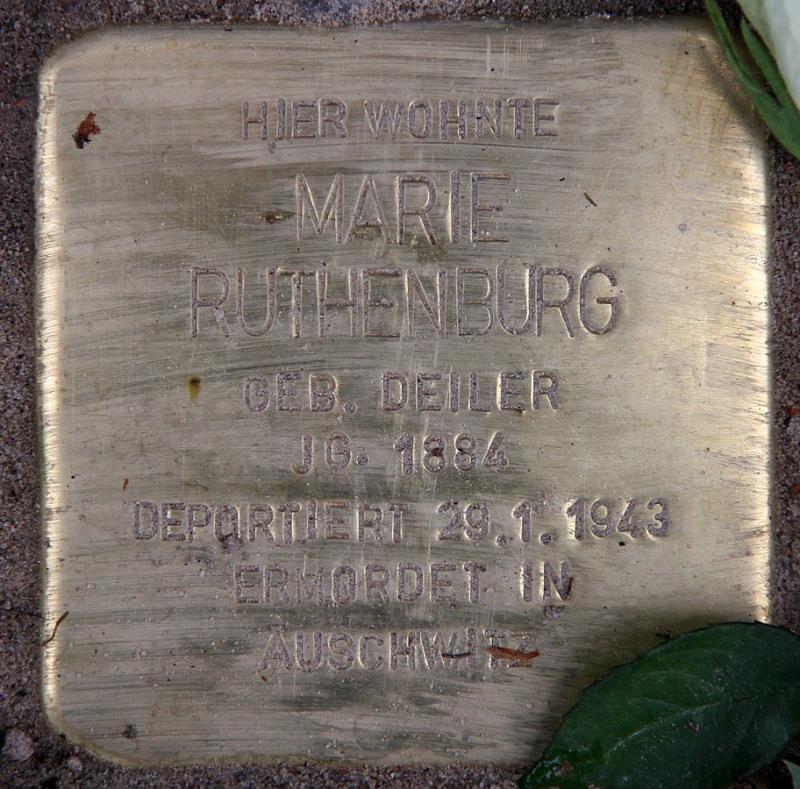 HIER WOHNTE
MARIE
RUTHENBURG
GEB. DEILER
JG. 1884
DEPORTIERT 29.1.1943
ERMORDET IN
AUSCHWITZ